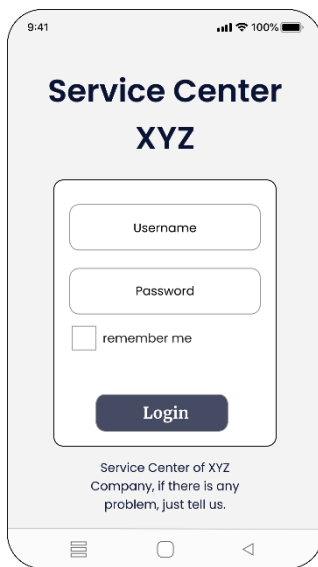 9:41
100%
Service Center
XYZ
Username
Password
remember me
Login
Service Center of XYZ
Company, if there is any
problem, just tell us.